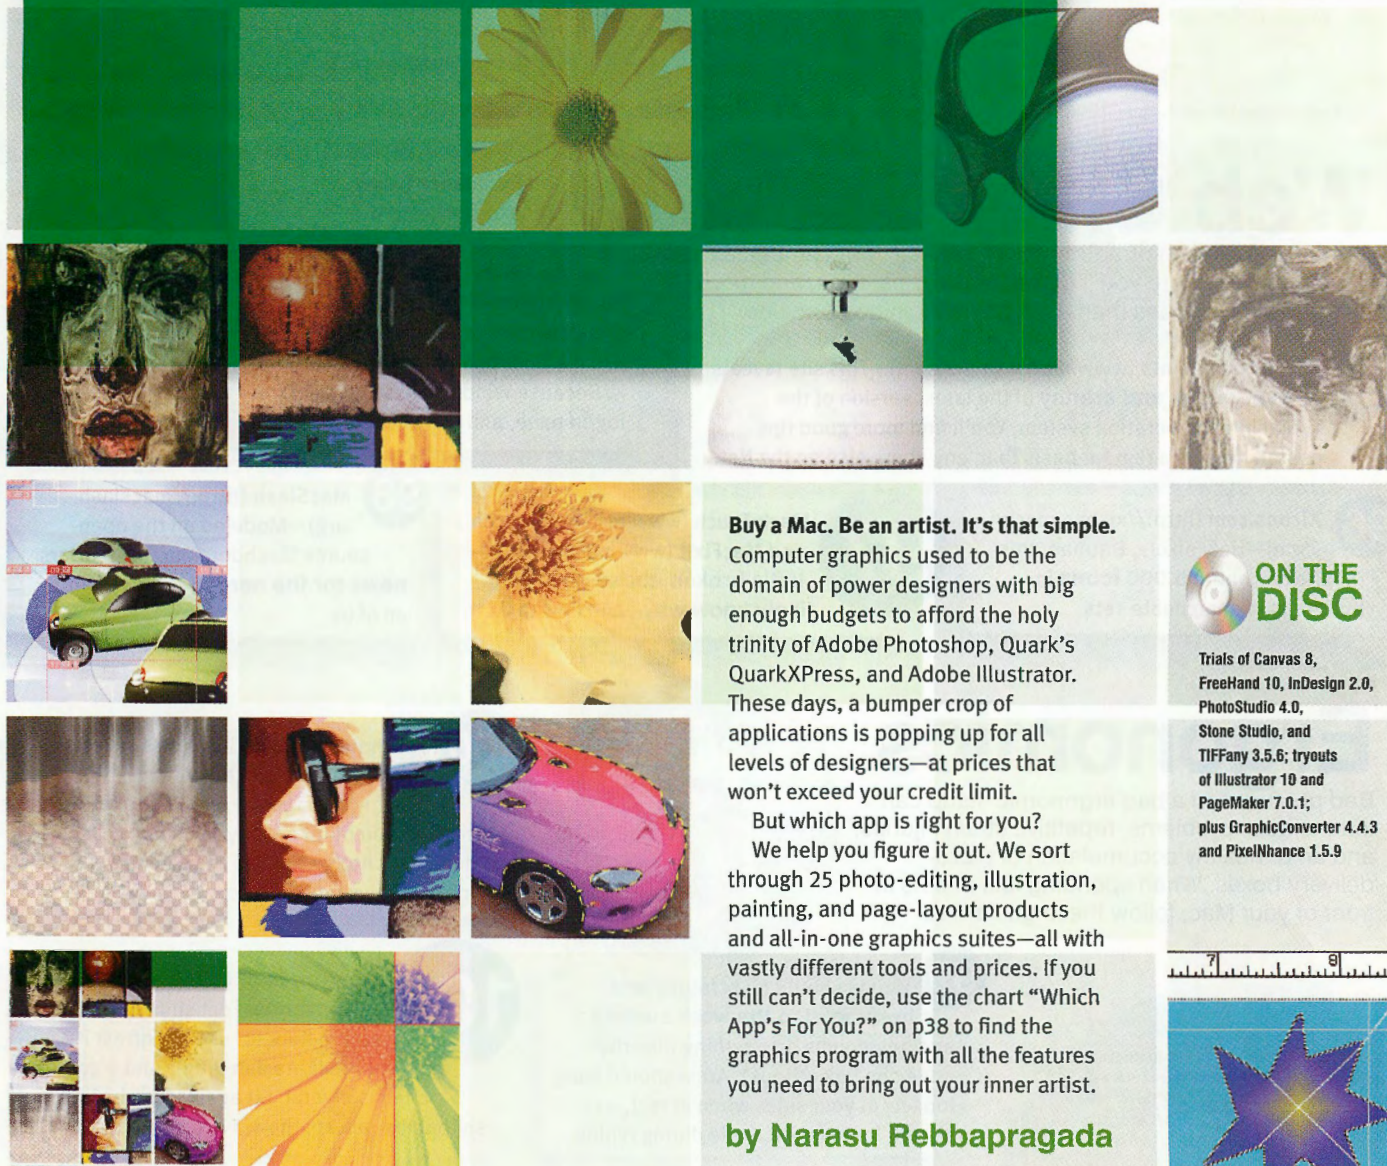 Buy a Mac. Be an artist. It's that simple.
Computer graphics used to be the
domain of power designers with big
enough budgets to afford the holy
trinity of Adobe Photoshop, Quark's
QuarkXPress, and Adobe Illustrator.
These days, a bumper crop of
applications is popping up for all
levels of designers—at prices that
won't exceed your credit limit.
But which app is right for you?
We help you figure it out. We sort
through 25 photo-editing, illustration,
painting, and page-layout products
and all-in-one graphics suites—all with
vastly different tools and prices. If you
still can't decide, use the chart “Which
App's For You?” on p38 to find the
graphics program with all the features
you need to bring out your inner artist.
by Narasu Rebbapragada
ON THE
DISC
Trials of Canvas 8,
FreeHand 10, InDesign 2.0,
PhotoStudio 4.0,
Stone Studio, and
TIFFany 3.5.6; tryouts
of Illustrator 10 and
PageMaker 7.0.1;
plus GraphicConverter 4.4.3
and PixelNhance 1.5.9
7 8